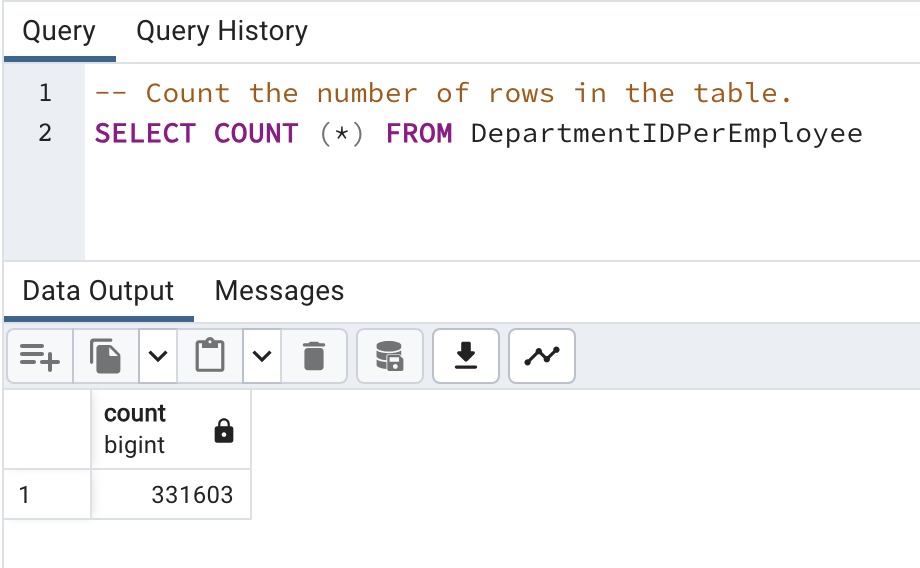 Query Query History
1 -- Count the number of rows in the table.
2 SELECT COUNT (*) FROM DepartmentIDPerEmployee
Data Output Messages
count
bigint
1 331603